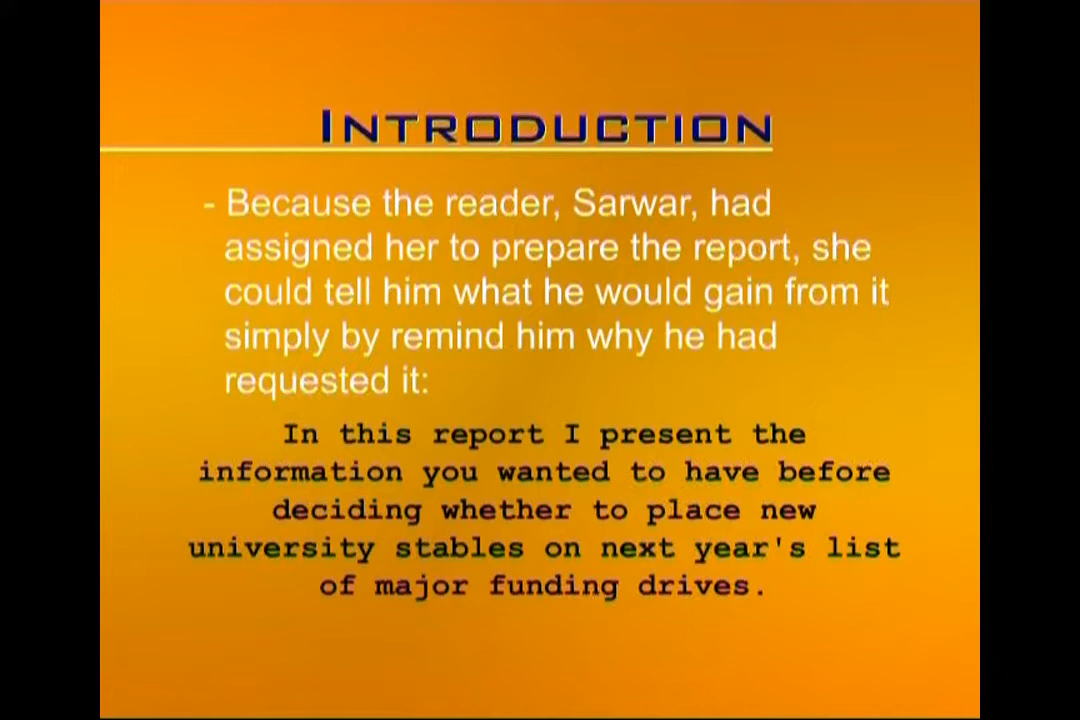 INTRODUCTION
- Because the reader, Sarwar, had
assigned her to prepare the report, she
could tell him what he would gain from it
simply by remind him why he had
requested it:
In this report I present the
information you wanted to have before
deciding whether to place new
university stables on next year's list
of major funding drives.